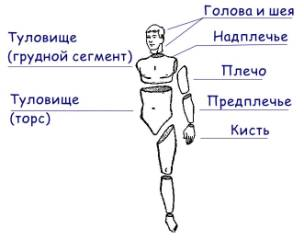 Голова и шея
Туловище
(грудной сегмент)
Надплечье
Плечо
Туловище
(торс)
Предплечье
Кисть